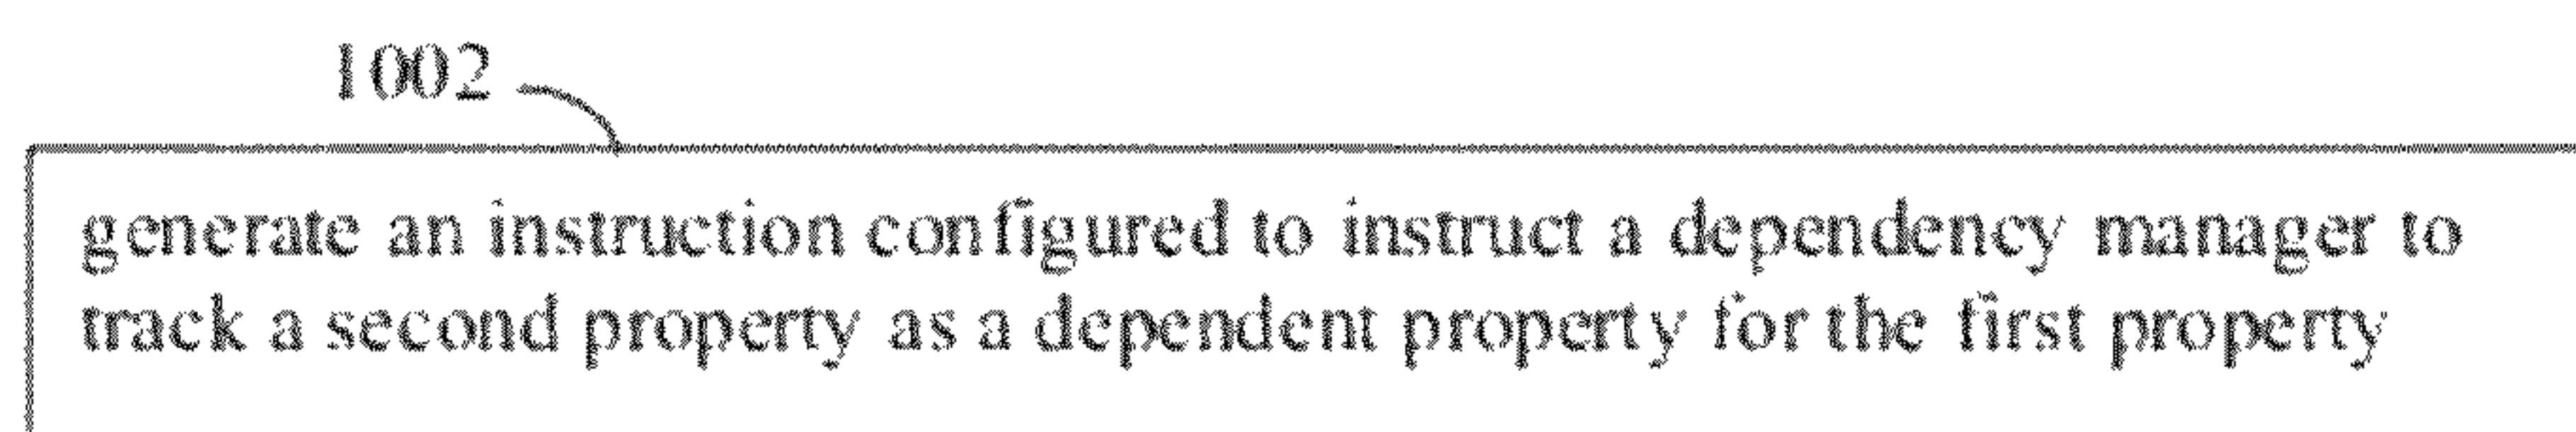 1002
generate an instruction configured to instruct a dependency manager to
track a second property as a dependent property for the first property